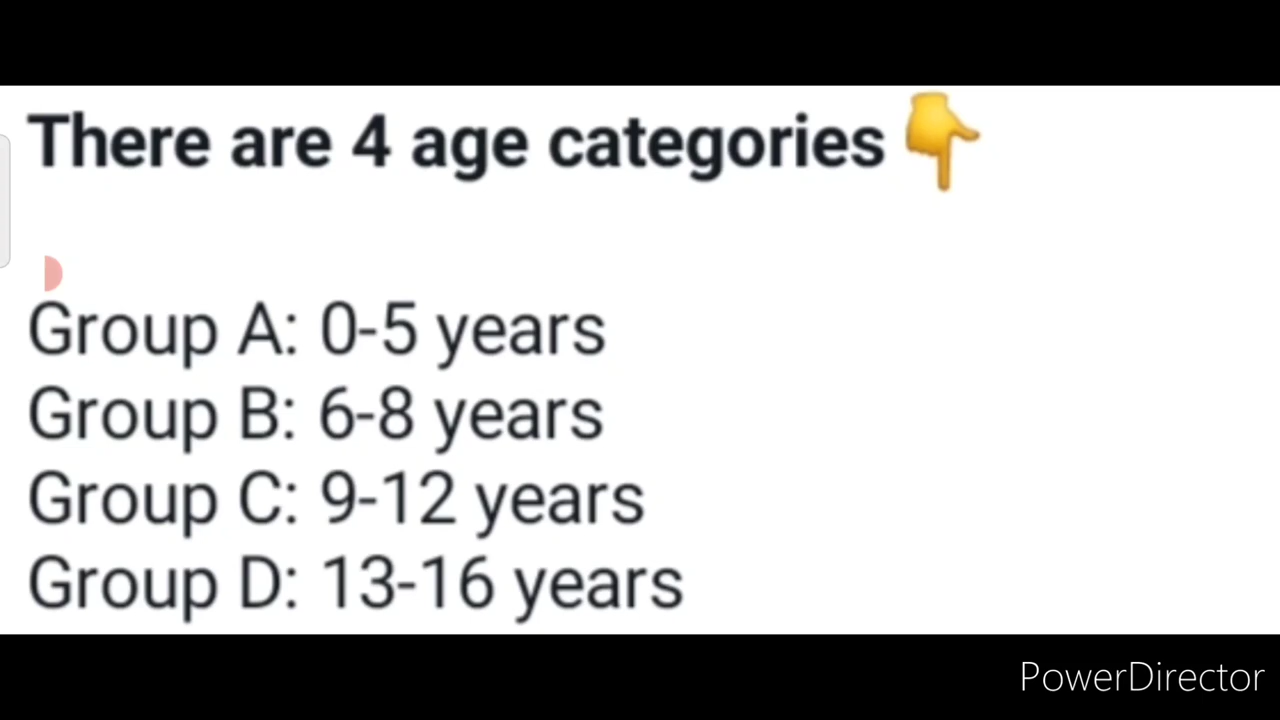 There are 4 age categories👇
Group A: 0-5 years
Group B: 6-8 years
Group C: 9-12 years
Group D: 13-16 years
PowerDirector